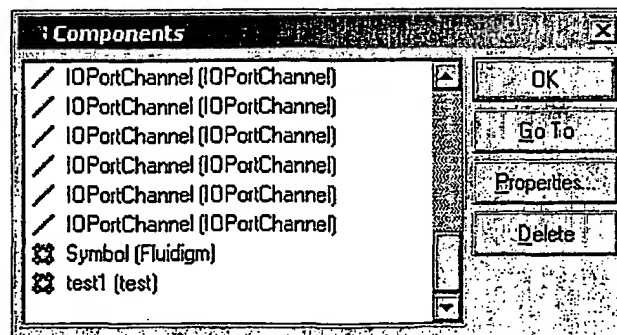 Components
IOPortChannel (IOPortChannel)
IOPortChannel (IOPortChannel)
IOPortChannel (IOPortChannel)
IOPortChannel (IOPortChannel)
IOPortChannel (IOPortChannel)
IOPortChannel (IOPortChannel)
Symbol (Fluidigm)
test1 (test)
OK
Go To
Properties...
Delete